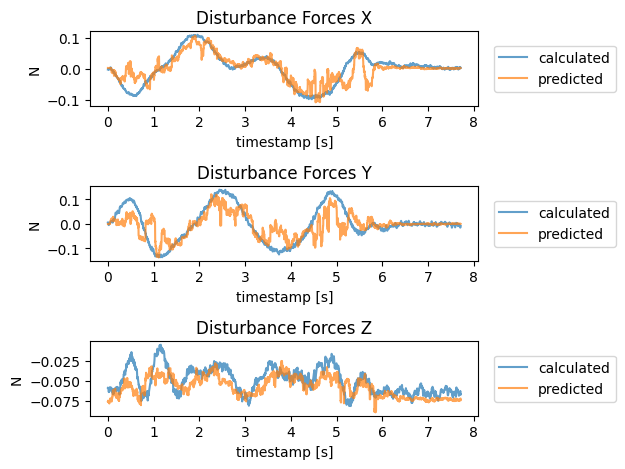 Disturbance Forces X
0.1
0.0
−0.1
N
0 1 2 3 4 5 6 7 8
timestamp [s]
calculated
predicted
Disturbance Forces Y
0.1
0.0
−0.1
N
0 1 2 3 4 5 6 7 8
timestamp [s]
calculated
predicted
Disturbance Forces Z
−0.025
−0.050
−0.075
N
0 1 2 3 4 5 6 7 8
timestamp [s]
calculated
predicted